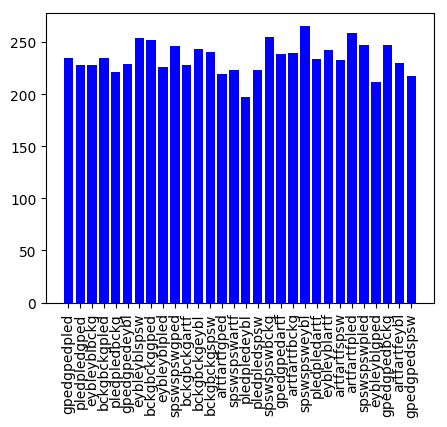 250
200
150
100
50
0
gpedgpedpled
pledpledgped
eybleyblbckg
bckgbckgpled
pledpledbckg
gpedgpedeybl
eybleyblspsw
bckgbckggped
eybleyblpled
spswspswgped
bckgbckgartf
bckgbckgeybl
bckgbckgspsw
artfartfgped
spswspswartf
pledpledeybl
pledpledspsw
spswspswbckg
gpedgpedartf
artfartfbckg
spswspsweybl
pledpledartf
eybleyblartf
artfartfspsw
artfartfpled
spswspswpled
eybleyblgped
gpedgpedbckg
artfartfeybl
gpedgpedspsw